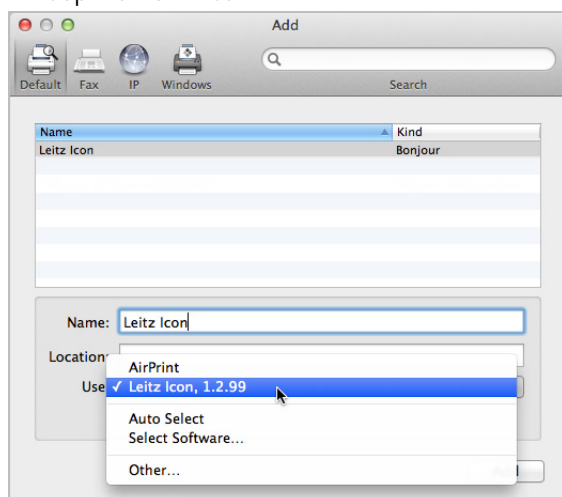 Add
Default Fax IP Windows Search
Name Kind
Leitz Icon Bonjour
Name: Leitz Icon
Location:
AirPrint
Use ✓ Leitz Icon, 1.2.99
Auto Select
Select Software...
Other...